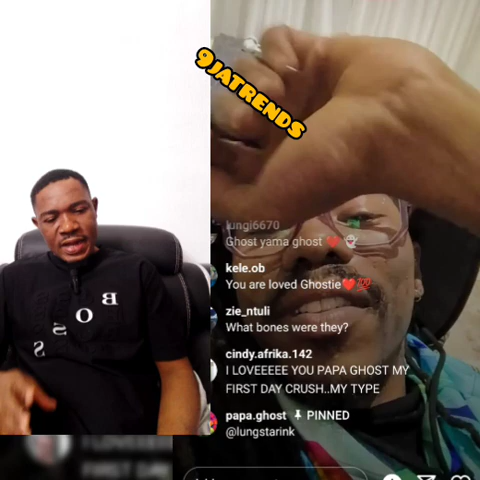 9JATRENDS
BOSS
lungi6670
Ghost yama ghost ❤️ 👻
kele.ob
You are loved Ghostie❤️💯
zie_ntuli
What bones were they?
cindy.afrika.142
I LOVEEEEE YOU PAPA GHOST MY
FIRST DAY CRUSH..MY TYPE
papa.ghost 📌 PINNED
@lungstarink